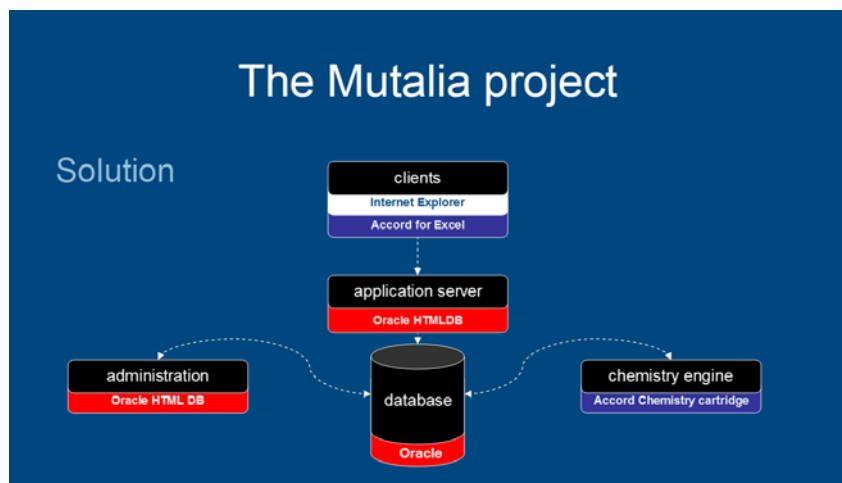 The Mutalia project
Solution
clients
Internet Explorer
Accord for Excel
application server
Oracle HTMLDB
administration
Oracle HTML DB
database
Oracle
chemistry engine
Accord Chemistry cartridge